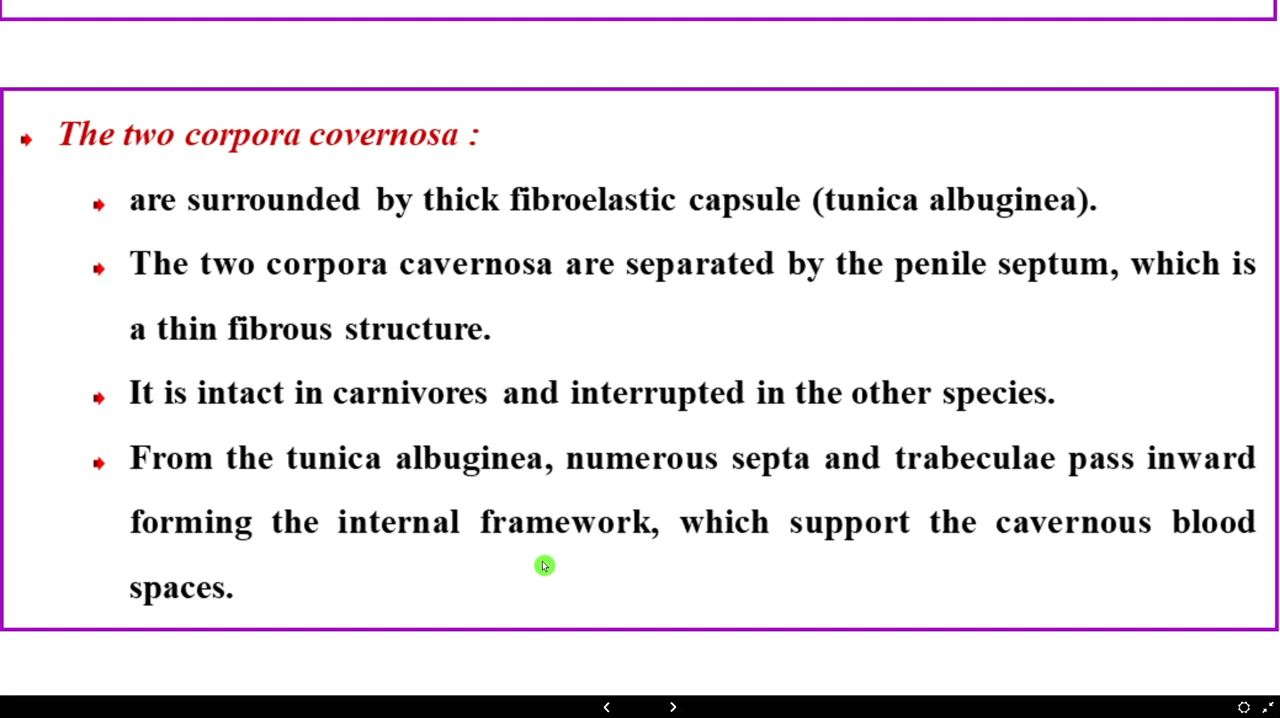 The two corpora covernosa :
are surrounded by thick fibroelastic capsule (tunica albuginea).
The two corpora cavernosa are separated by the penile septum, which is
a thin fibrous structure.
It is intact in carnivores and interrupted in the other species.
From the tunica albuginea, numerous septa and trabeculae pass inward
forming the internal framework, which support the cavernous blood
spaces.